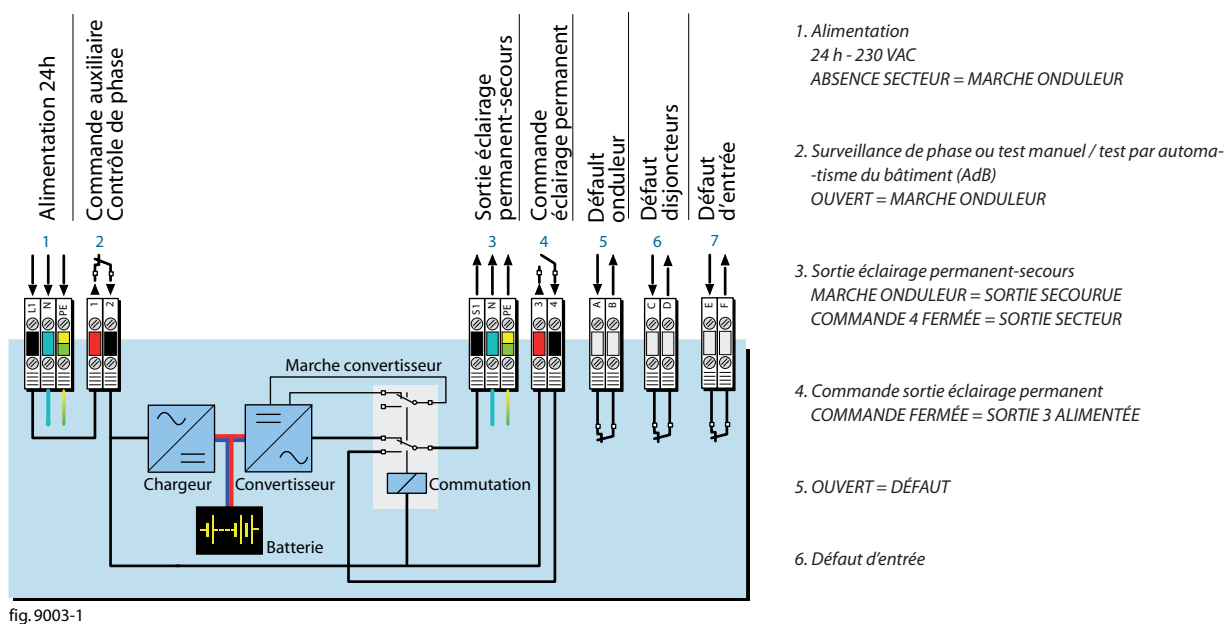 Alimentation 24h
Commande auxiliaire
Contrôle de phase
Sortie éclairage
permanent-secours
Commande
éclairage permanent
Défault
onduleur
Défaut
disjoncteurs
Défaut
d'entrée
1
2
3
4
5
6
7
L1
N
PE
1
2
S1
N
PE
3
4
A
B
C
D
E
F
Marche convertisseur
Chargeur
Convertisseur
Commutation
Batterie
fig. 9003-1
1. Alimentation
24 h - 230 VAC
ABSENCE SECTEUR = MARCHE ONDULEUR
2. Surveillance de phase ou test manuel / test par automa-
-tisme du bâtiment (AdB)
OUVERT = MARCHE ONDULEUR
3. Sortie éclairage permanent-secours
MARCHE ONDULEUR = SORTIE SECOURUE
COMMANDE 4 FERMÉE = SORTIE SECTEUR
4. Commande sortie éclairage permanent
COMMANDE FERMÉE = SORTIE 3 ALIMENTÉE
5. OUVERT = DÉFAUT
6. Défaut d'entrée